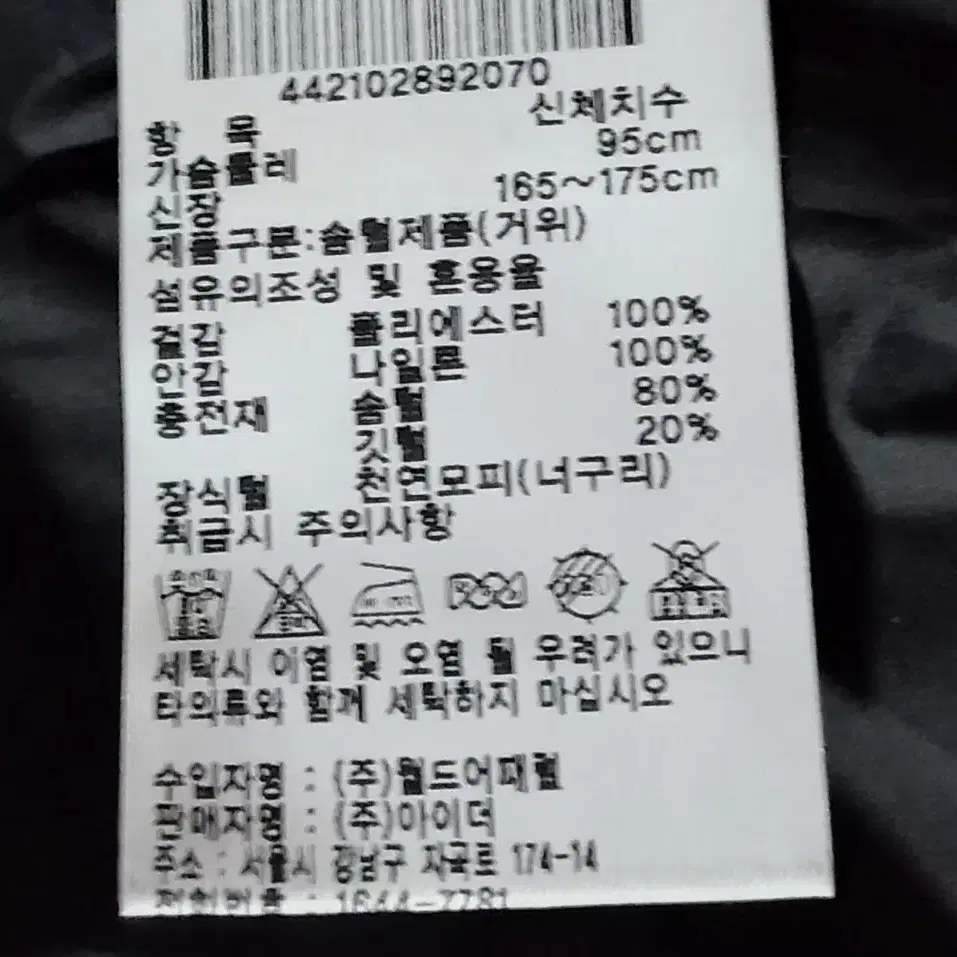 442102892070
항 목 신체치수
가슴둘레 95cm
신장 165~175cm
제품구분:솜털제품(거위)
섬유의조성 및 혼용율
겉감 폴리에스터 100%
안감 나일론 100%
충전재 솜털 80%
깃털 20%
장식털 천연모피(너구리)
취급시 주의사항
세탁시 이염 및 오염 될 우려가 있으니
타의류와 함께 세탁하지 마십시오
수입자명 : (주)월드어패럴
판매자명 : (주)아이더
주소 : 서울시 강남구 자곡로 174-14
전화번호 : 1644-7781